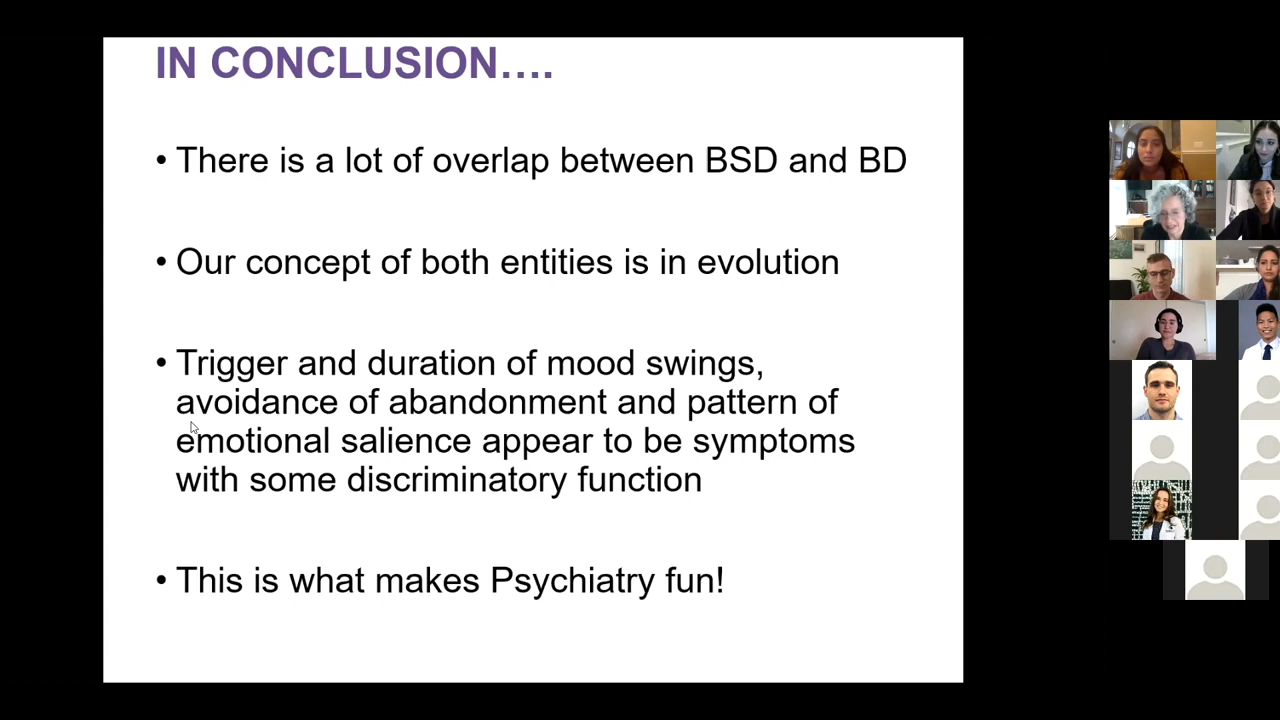 IN CONCLUSION….
• There is a lot of overlap between BSD and BD
• Our concept of both entities is in evolution
• Trigger and duration of mood swings,
avoidance of abandonment and pattern of
emotional salience appear to be symptoms
with some discriminatory function
• This is what makes Psychiatry fun!